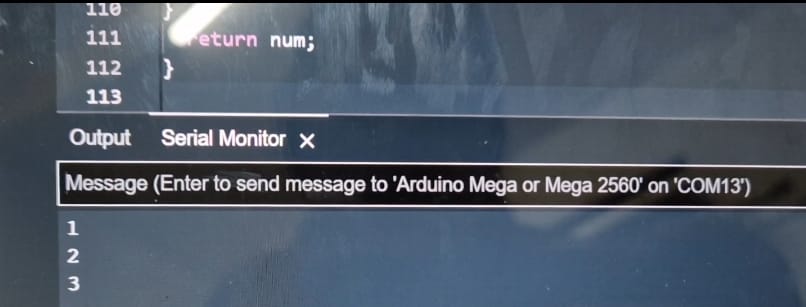 110 }
111 return num;
112 }
113
Output Serial Monitor ×
Message (Enter to send message to 'Arduino Mega or Mega 2560' on 'COM13')
1
2
3